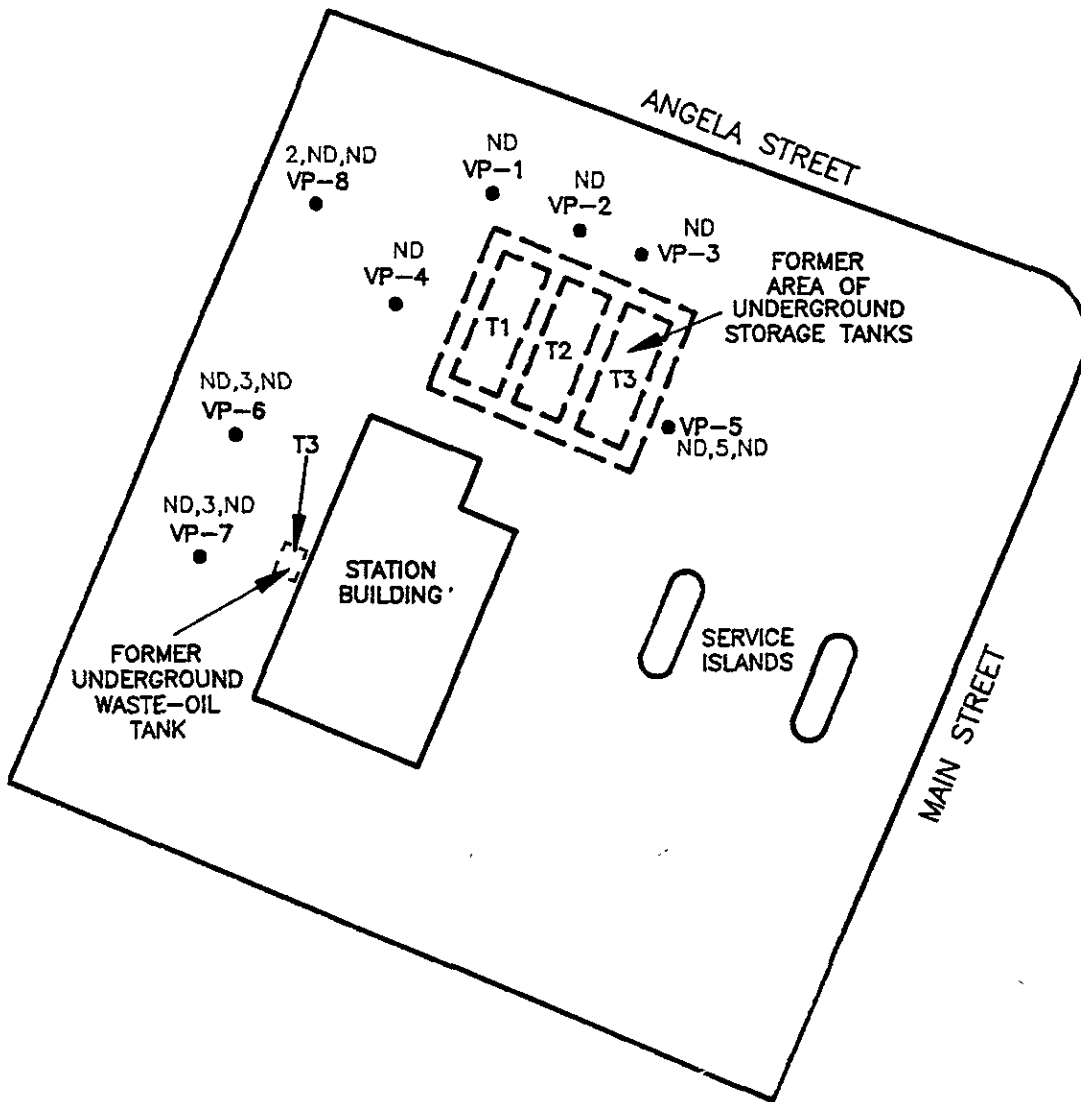 ANGELA STREET
2,ND,ND
VP-8
ND
VP-1
ND
VP-2
ND
VP-3
ND
VP-4
FORMER
AREA OF
UNDERGROUND
STORAGE TANKS
T1
T2
T3
VP-5
ND,5,ND
ND,3,ND
VP-6
T3
ND,3,ND
VP-7
STATION
BUILDING
FORMER
UNDERGROUND
WASTE-OIL
TANK
SERVICE
ISLANDS
MAIN STREET